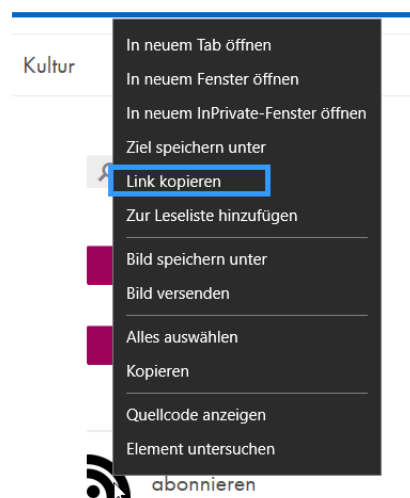 Kultur
In neuem Tab öffnen
In neuem Fenster öffnen
In neuem InPrivate-Fenster öffnen
Ziel speichern unter
Link kopieren
Zur Leseliste hinzufügen
Bild speichern unter
Bild versenden
Alles auswählen
Kopieren
Quellcode anzeigen
Element untersuchen
abonnieren